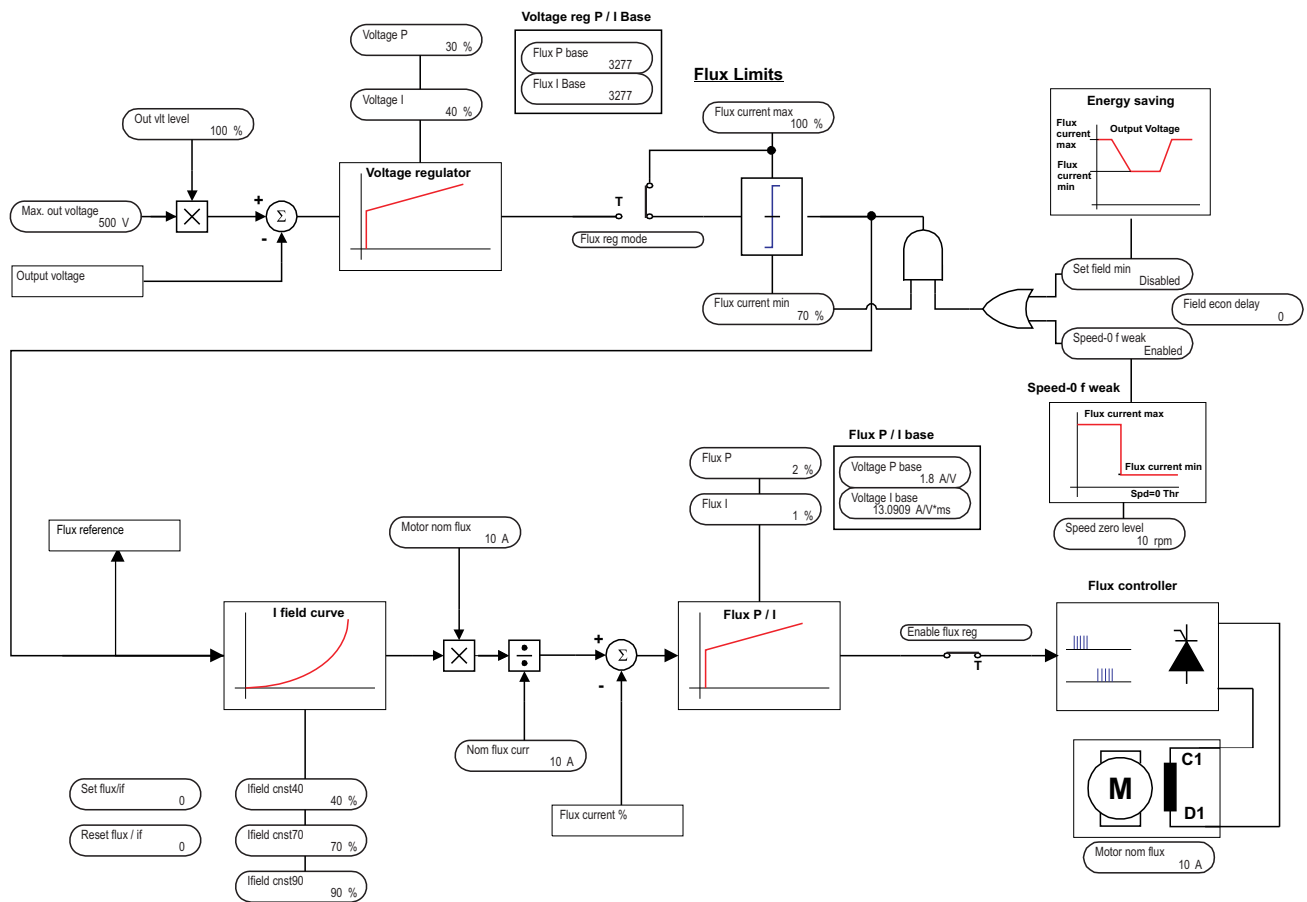 Voltage reg P / I Base
Voltage P
30 %
Flux P base
3277
Flux I Base
3277
Flux Limits
Voltage I
40 %
Out vlt level
100 %
Flux current max
100 %
Energy saving
Flux current max
Output Voltage
Flux current min
Voltage regulator
Max. out voltage
500 V
+
Σ
-
T
Flux reg mode
Output voltage
Flux current min
70 %
Set field min
Disabled
Field econ delay
0
Speed-0 f weak
Enabled
Speed-0 f weak
Flux current max
Flux current min
Spd=0 Thr
Speed zero level
10 rpm
Flux P / I base
Flux P
2 %
Voltage P base
1.8 A/V
Voltage I base
13.0909 A/V*ms
Flux I
1 %
Flux reference
Motor nom flux
10 A
Flux controller
I field curve
Flux P / I
Enable flux reg
+
Σ
-
T
Nom flux curr
10 A
Flux current %
Set flux/if
0
Reset flux / if
0
Ifield cnst40
40 %
Ifield cnst70
70 %
Ifield cnst90
90 %
M
C1
D1
Motor nom flux
10 A